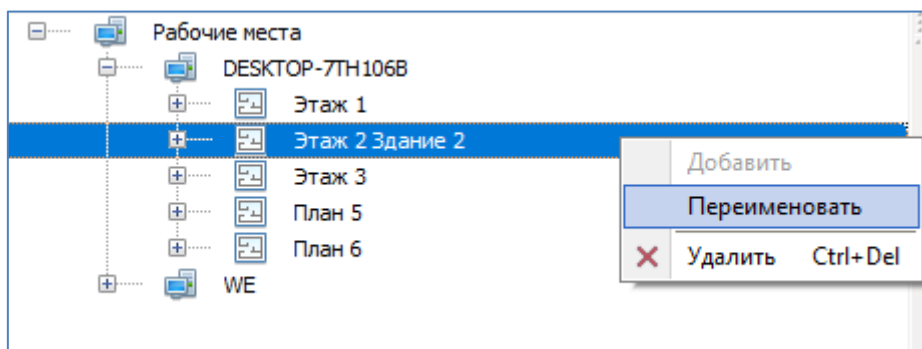 Рабочие места
DESKTOP-7TH106B
Этаж 1
Этаж 2 Здание 2
Добавить
Этаж 3
Переименовать
План 5
План 6
Удалить Ctrl+Del
WE